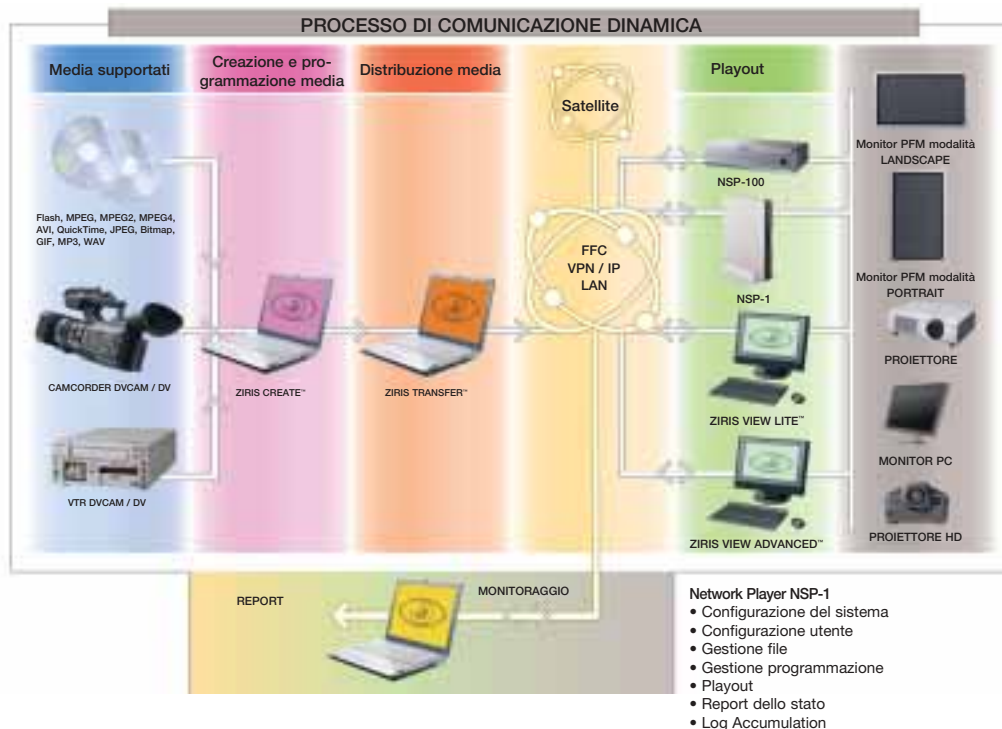 PROCESSO DI COMUNICAZIONE DINAMICA
Media supportati
Creazione e pro-
grammazione media
Distribuzione media
Playout
Flash, MPEG, MPEG2, MPEG4,
AVI, QuickTime, JPEG, Bitmap,
GIF, MP3, WAV
CAMCORDER DVCAM / DV
VTR DVCAM / DV
ZIRIS CREATE™
ZIRIS TRANSFER™
Satellite
FFC
VPN / IP
LAN
NSP-100
NSP-1
ZIRIS VIEW LITE™
ZIRIS VIEW ADVANCED™
Monitor PFM modalità
LANDSCAPE
Monitor PFM modalità
PORTRAIT
PROIETTORE
MONITOR PC
PROIETTORE HD
REPORT
MONITORAGGIO
Network Player NSP-1
• Configurazione del sistema
• Configurazione utente
• Gestione file
• Gestione programmazione
• Playout
• Report dello stato
• Log Accumulation